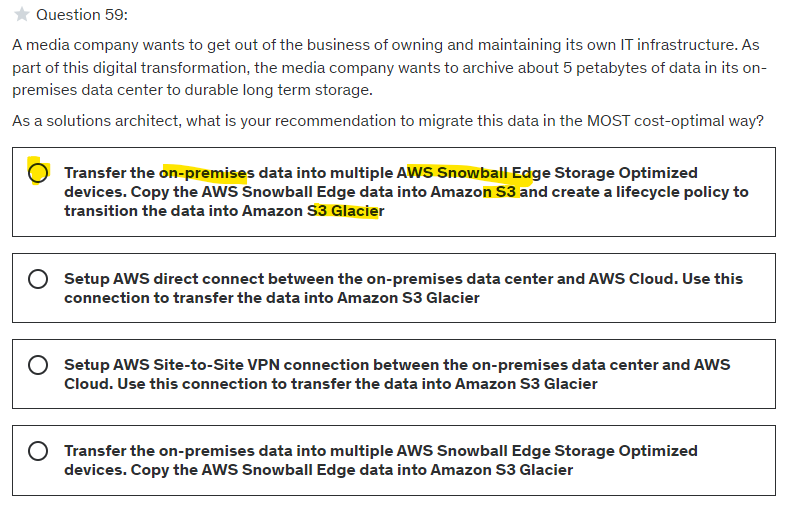 Question 59:
A media company wants to get out of the business of owning and maintaining its own IT infrastructure. As
part of this digital transformation, the media company wants to archive about 5 petabytes of data in its on-
premises data center to durable long term storage.
As a solutions architect, what is your recommendation to migrate this data in the MOST cost-optimal way?
Transfer the on-premises data into multiple AWS Snowball Edge Storage Optimized
devices. Copy the AWS Snowball Edge data into Amazon S3 and create a lifecycle policy to
transition the data into Amazon S3 Glacier
Setup AWS direct connect between the on-premises data center and AWS Cloud. Use this
connection to transfer the data into Amazon S3 Glacier
Setup AWS Site-to-Site VPN connection between the on-premises data center and AWS
Cloud. Use this connection to transfer the data into Amazon S3 Glacier
Transfer the on-premises data into multiple AWS Snowball Edge Storage Optimized
devices. Copy the AWS Snowball Edge data into Amazon S3 Glacier